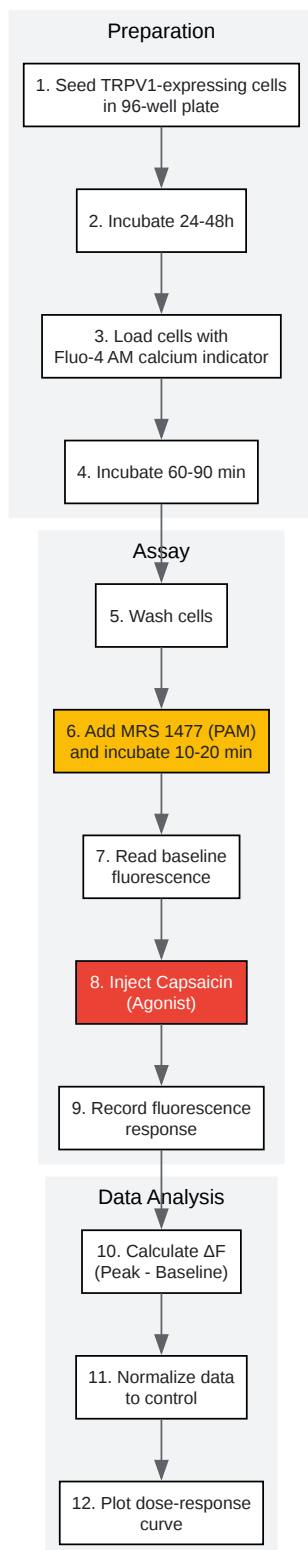 Preparation
1. Seed TRPV1-expressing cells
in 96-well plate
2. Incubate 24-48h
3. Load cells with
Fluo-4 AM calcium indicator
4. Incubate 60-90 min
Assay
5. Wash cells
6. Add MRS 1477 (PAM)
and incubate 10-20 min
7. Read baseline
fluorescence
8. Inject Capsaicin
(Agonist)
9. Record fluorescence
response
Data Analysis
10. Calculate ΔF
(Peak - Baseline)
11. Normalize data
to control
12. Plot dose-response
curve